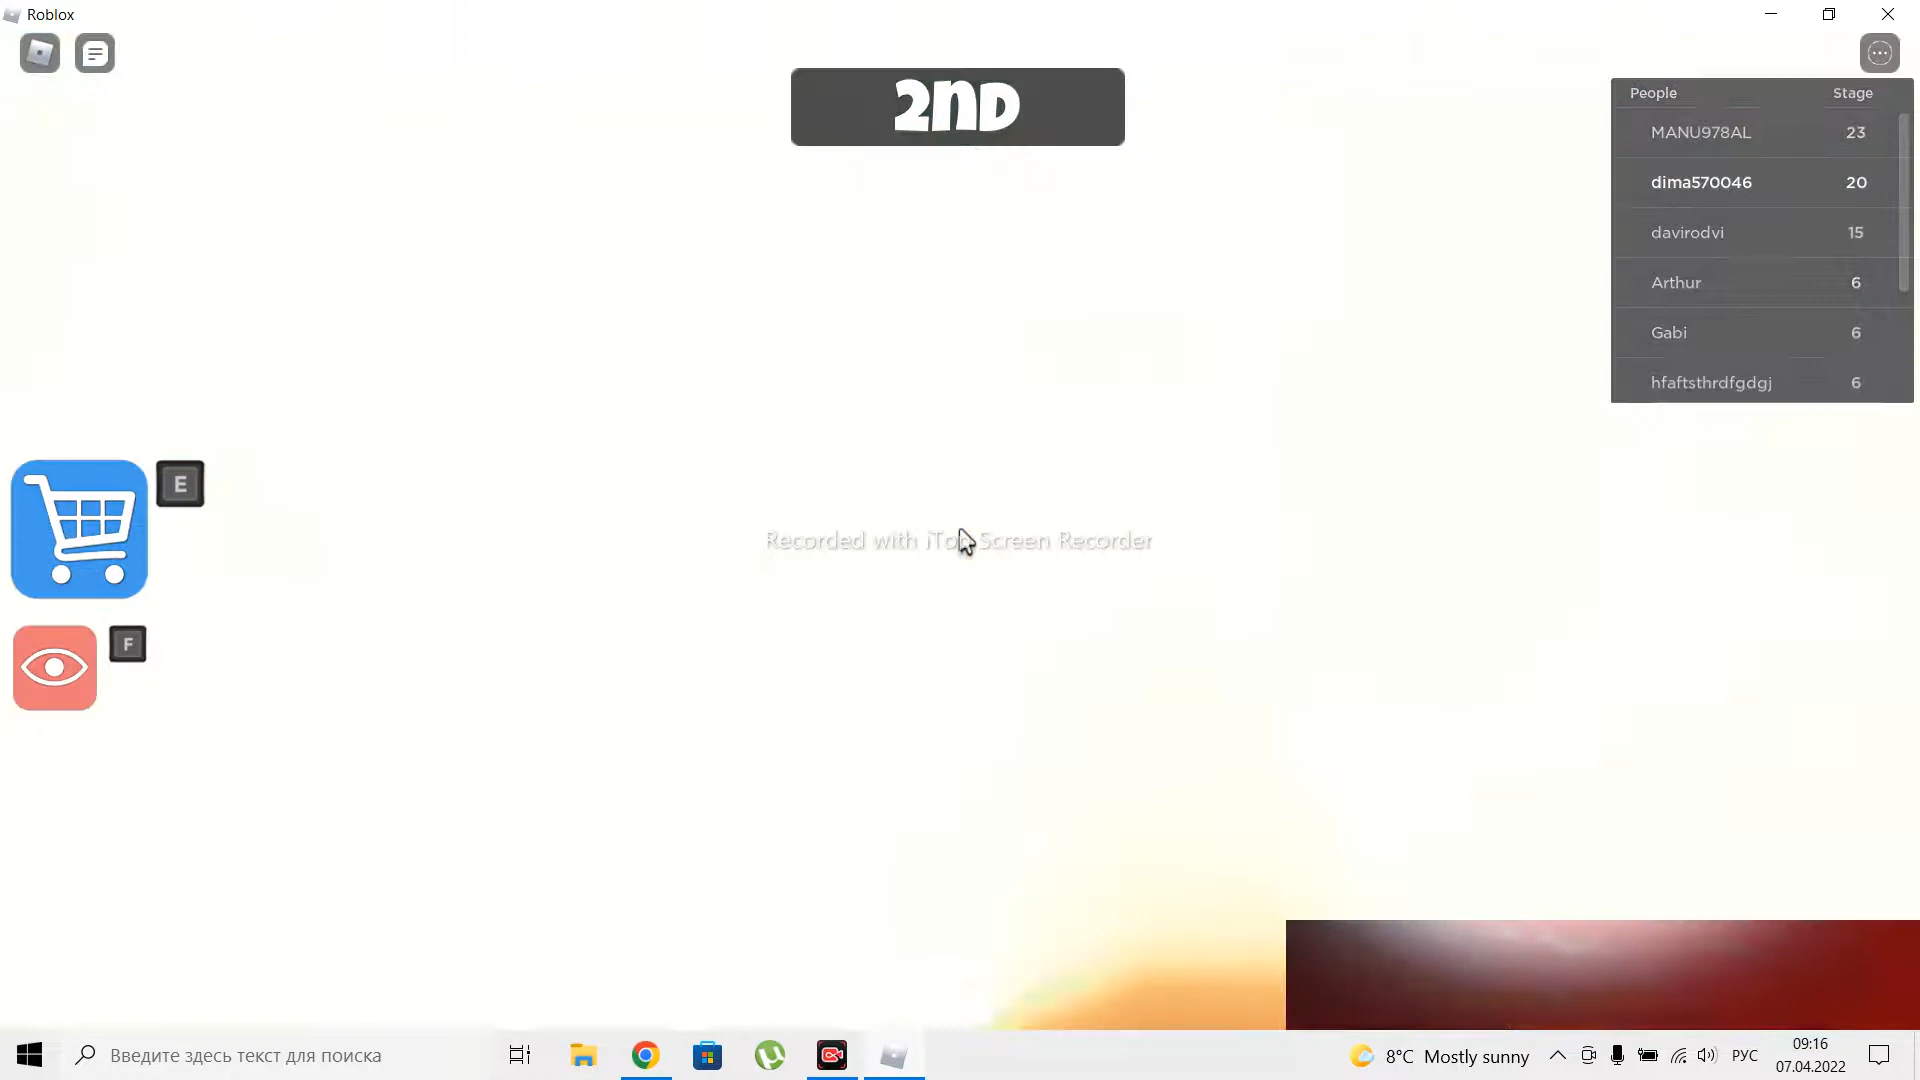 Roblox
2ND
People Stage
MANU978AL 23
dima570046 20
davirodvi 15
Arthur 6
Gabi 6
hfaftsthrdfgdgj 6
E
Recorded with iTop Screen Recorder
F
Введите здесь текст для поиска
8°C Mostly sunny
РУС
09:16
07.04.2022